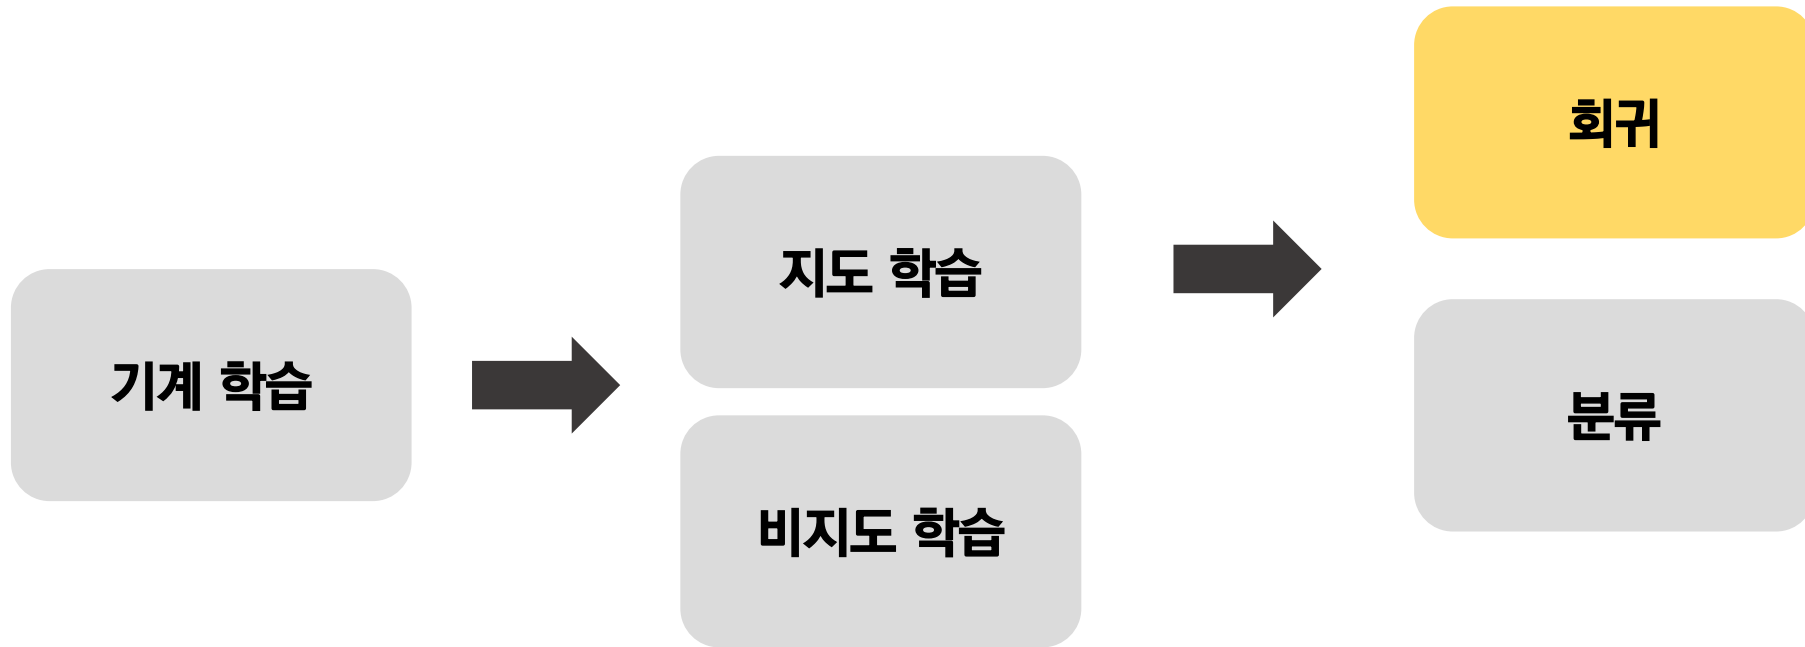 기계 학습
지도 학습
비지도 학습
회귀
분류